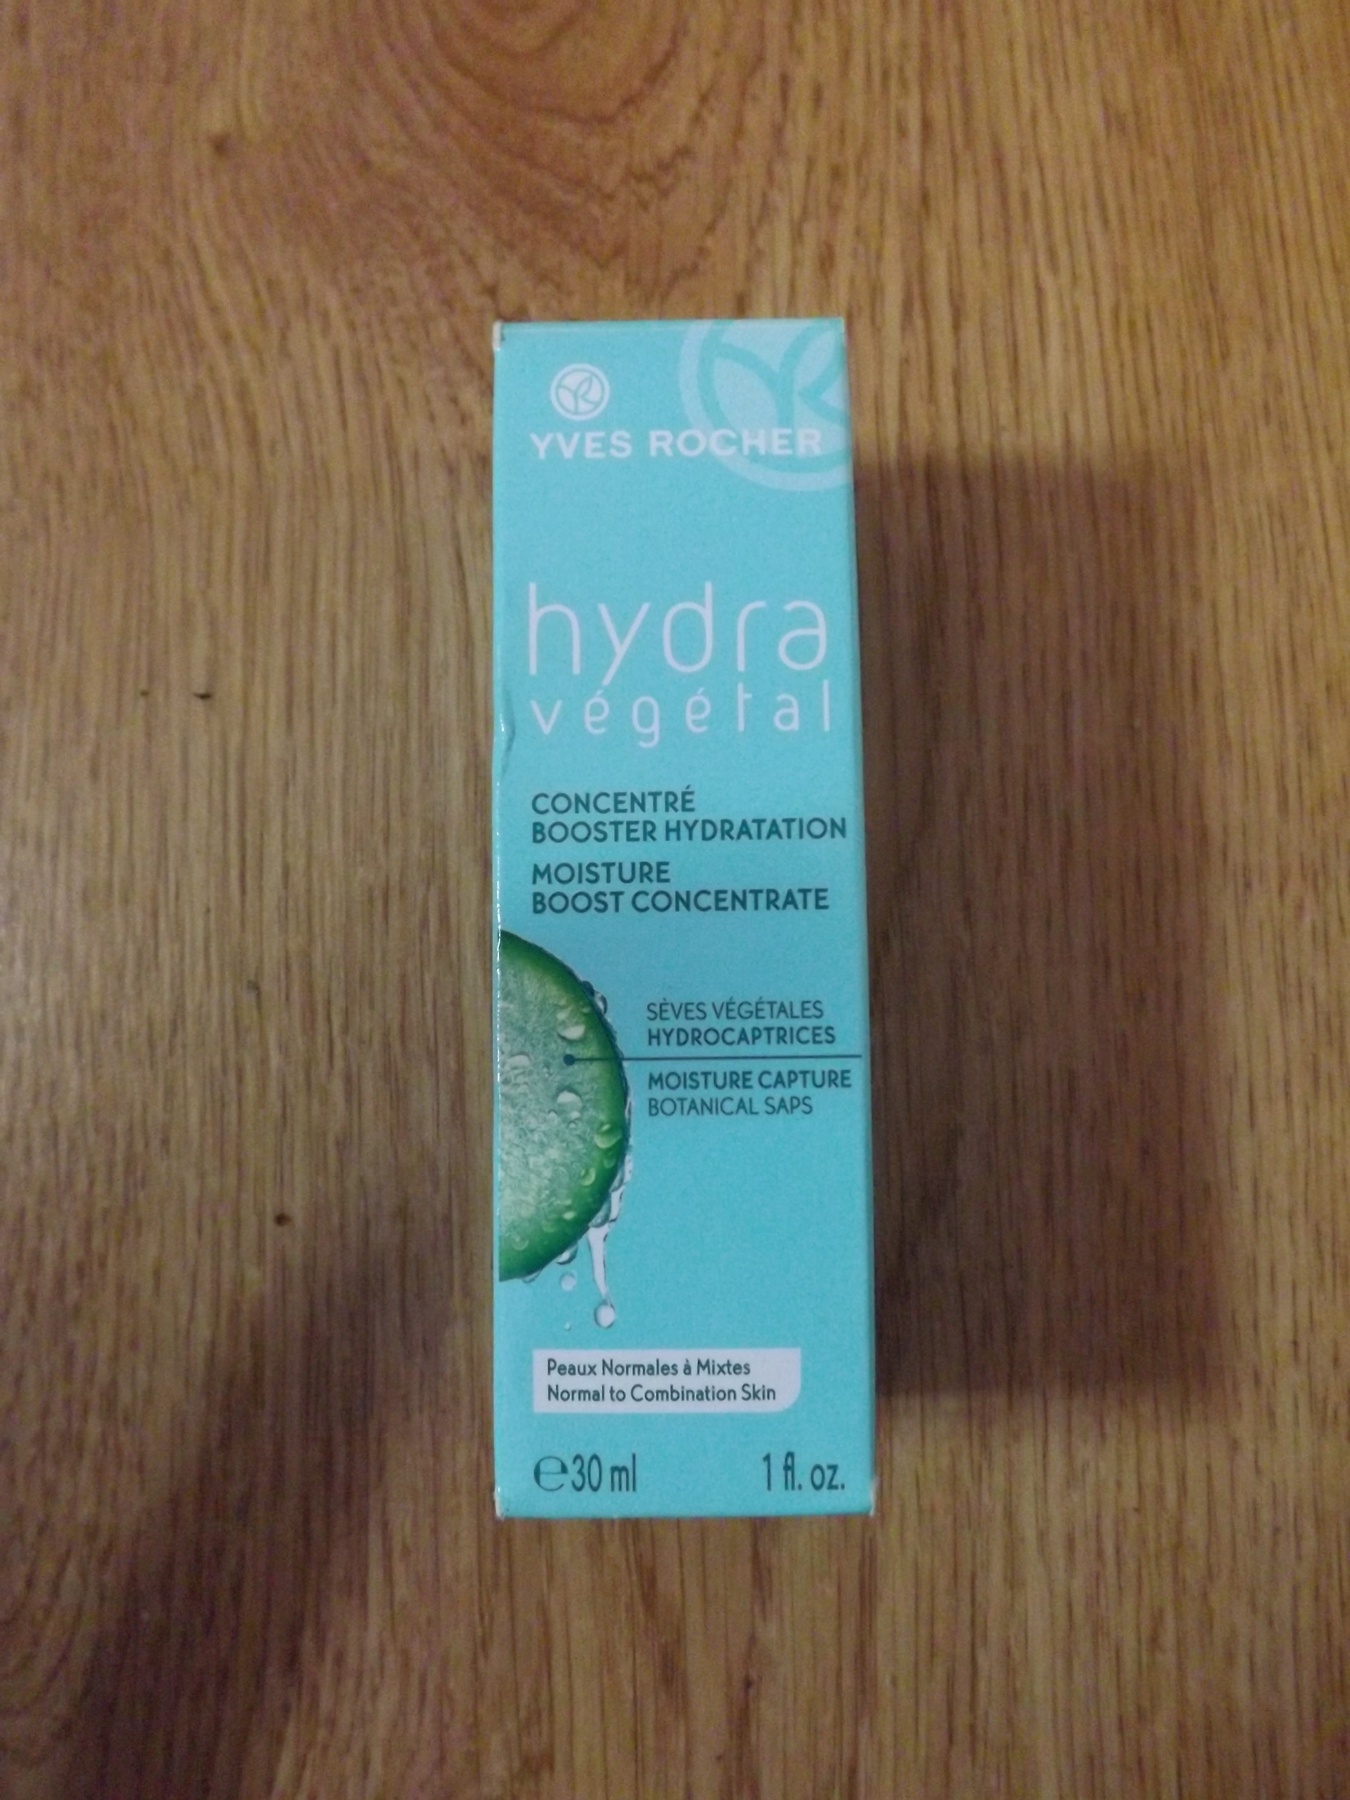 YVES ROCHER
hydra
végétal
CONCENTRÉ
BOOSTER HYDRATATION
MOISTURE
BOOST CONCENTRATE
SÈVES VÉGÉTALES
HYDROCAPTRICES
MOISTURE CAPTURE
BOTANICAL SAPS
Peaux Normales à Mixtes
Normal to Combination Skin
℮30 ml 1 fl. oz.